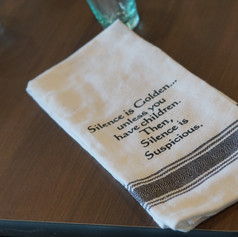 Silence is Golden...
unless you
have children.
Then,
Silence is
Suspicious.